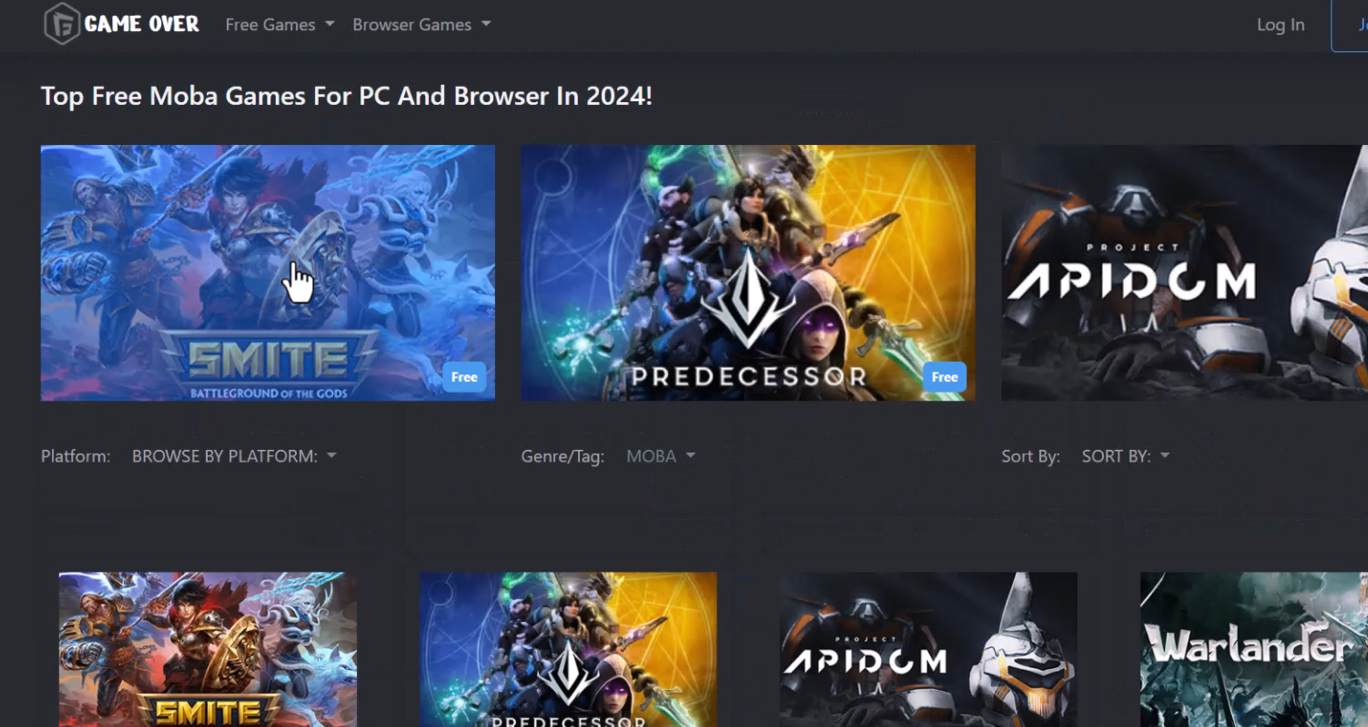 GAME OVER Free Games Browser Games Log In
Top Free Moba Games For PC And Browser In 2024!
SMITE
BATTLEGROUND OF THE GODS
Free
PREDECESSOR
Free
PROJECT
APIDOM
Platform: BROWSE BY PLATFORM: Genre/Tag: MOBA Sort By: SORT BY:
SMITE
PREDECESSOR
PROJECT
APIDOM
Warlander